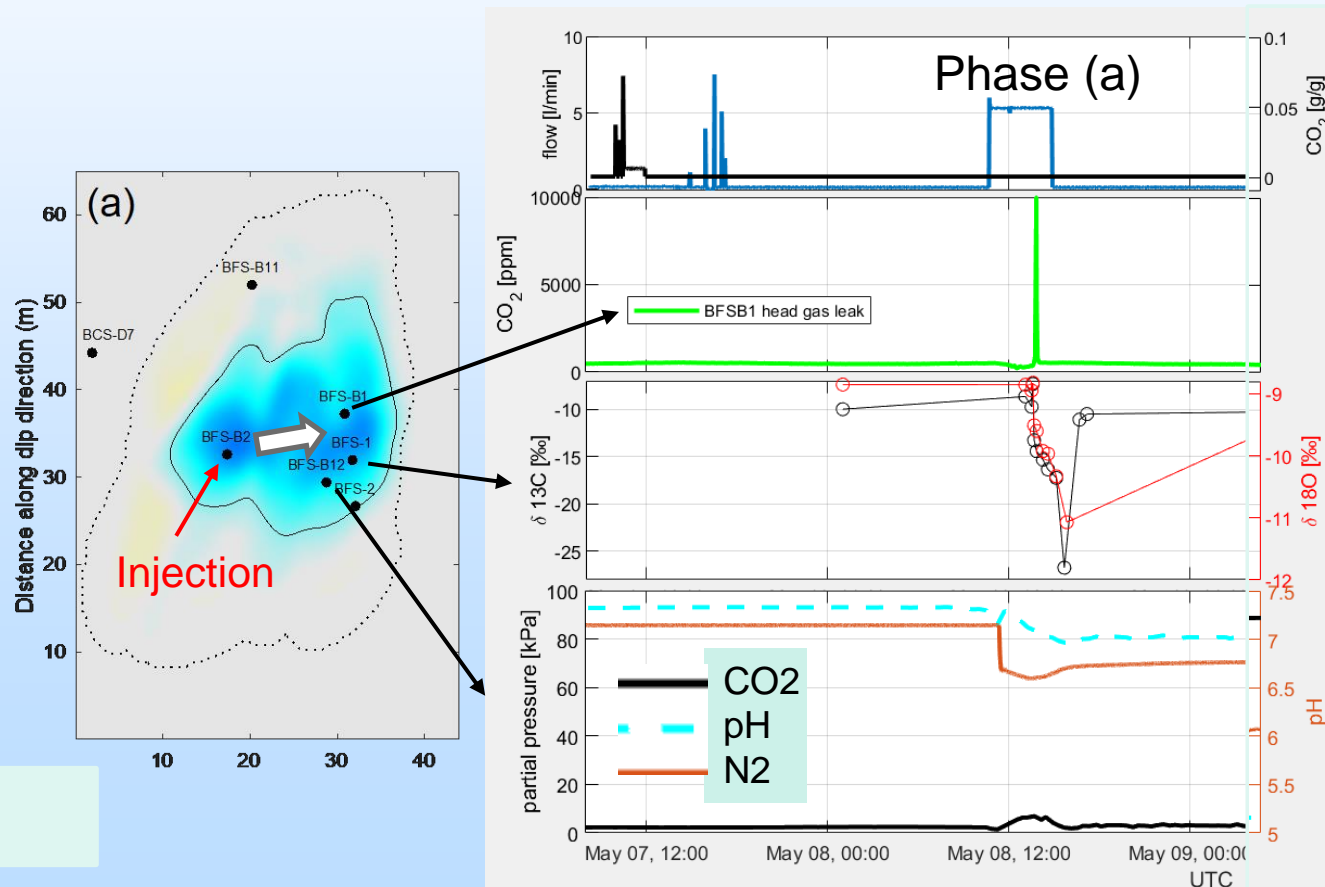 (a)
Distance along dip direction (m)
60
50
40
30
20
10
10
20
30
40
BFS-B11
BCS-D7
BFS-B1
BFS-B2
BFS-1
BFS-B12
BFS-2
Injection
Phase (a)
flow [l/min]
10
5
0
CO2 [g/g]
0.1
0.05
0
CO2 [ppm]
10000
5000
0
BFSB1 head gas leak
δ 13C [‰]
-10
-15
-20
-25
δ 18O [‰]
-9
-10
-11
-12
partial pressure [kPa]
100
80
60
40
20
0
CO2
pH
N2
pH
7.5
7
6.5
6
5.5
5
May 07, 12:00
May 08, 00:00
May 08, 12:00
May 09, 00:00
UTC